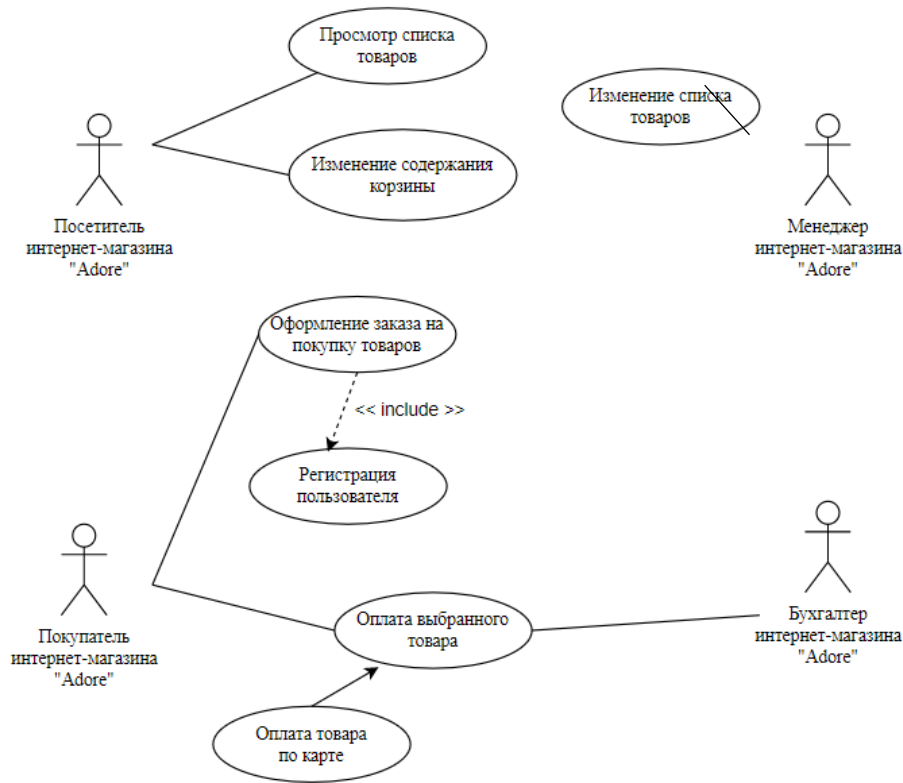 Просмотр списка
товаров
Изменение списка
товаров
Изменение содержания
корзины
Посетитель
интернет-магазина
"Adore"
Менеджер
интернет-магазина
"Adore"
Оформление заказа на
покупку товаров
<< include >>
Регистрация
пользователя
Покупатель
интернет-магазина
"Adore"
Оплата выбранного
товара
Бухгалтер
интернет-магазина
"Adore"
Оплата товара
по карте